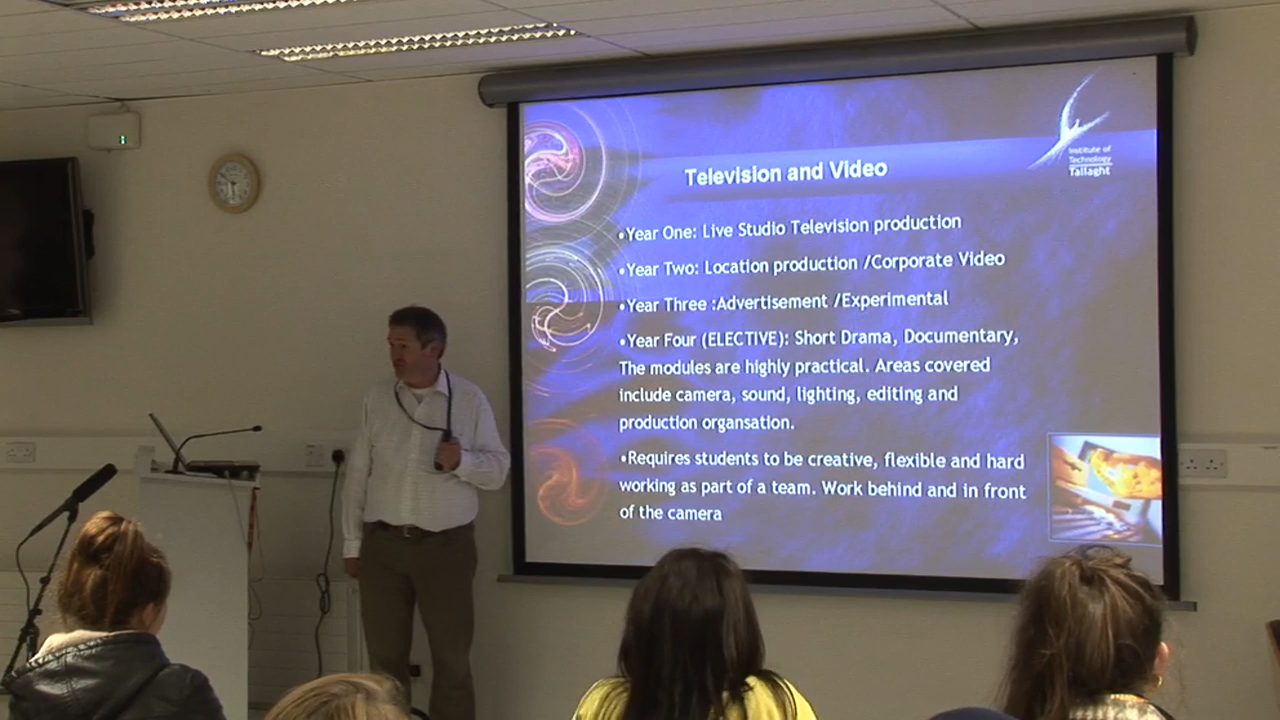 Institute of
Technology
Tallaght
Television and Video
•Year One: Live Studio Television production
•Year Two: Location production /Corporate Video
•Year Three :Advertisement /Experimental
•Year Four (ELECTIVE): Short Drama, Documentary,
The modules are highly practical. Areas covered
include camera, sound, lighting, editing and
production organsation.
•Requires students to be creative, flexible and hard
working as part of a team. Work behind and in front
of the camera